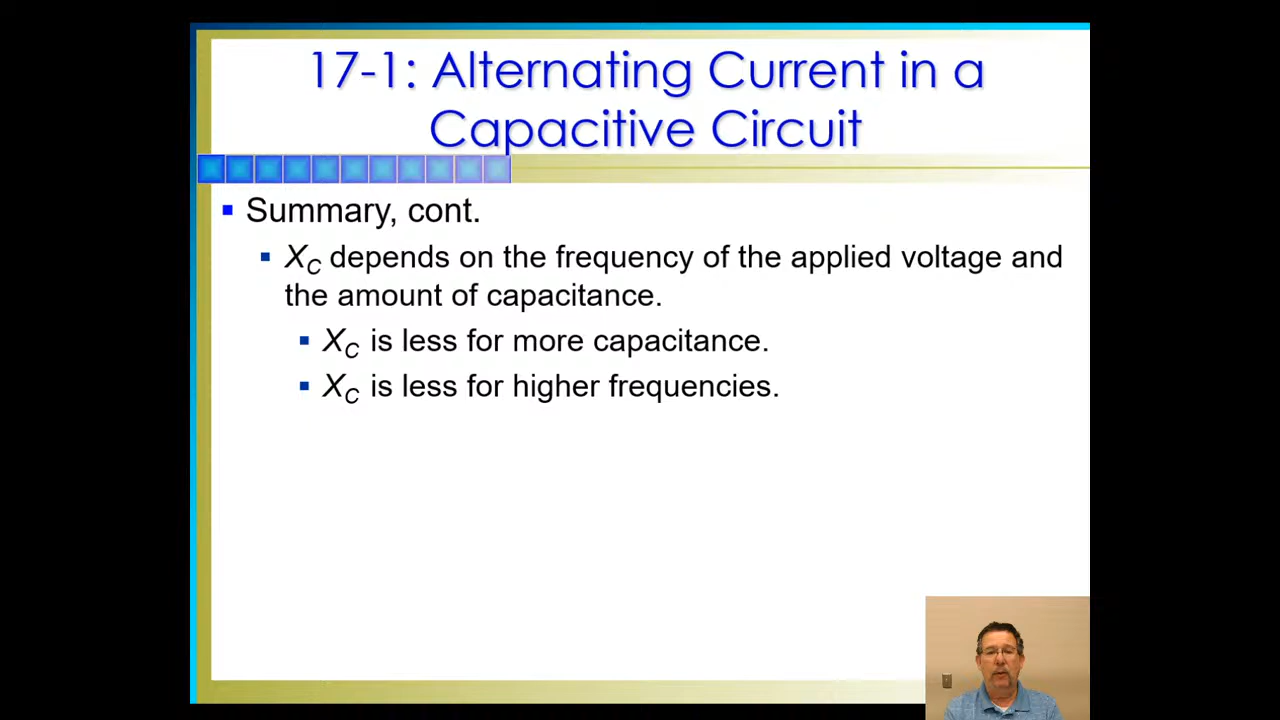 17-1: Alternating Current in a
Capacitive Circuit
Summary, cont.
XC depends on the frequency of the applied voltage and
the amount of capacitance.
XC is less for more capacitance.
XC is less for higher frequencies.